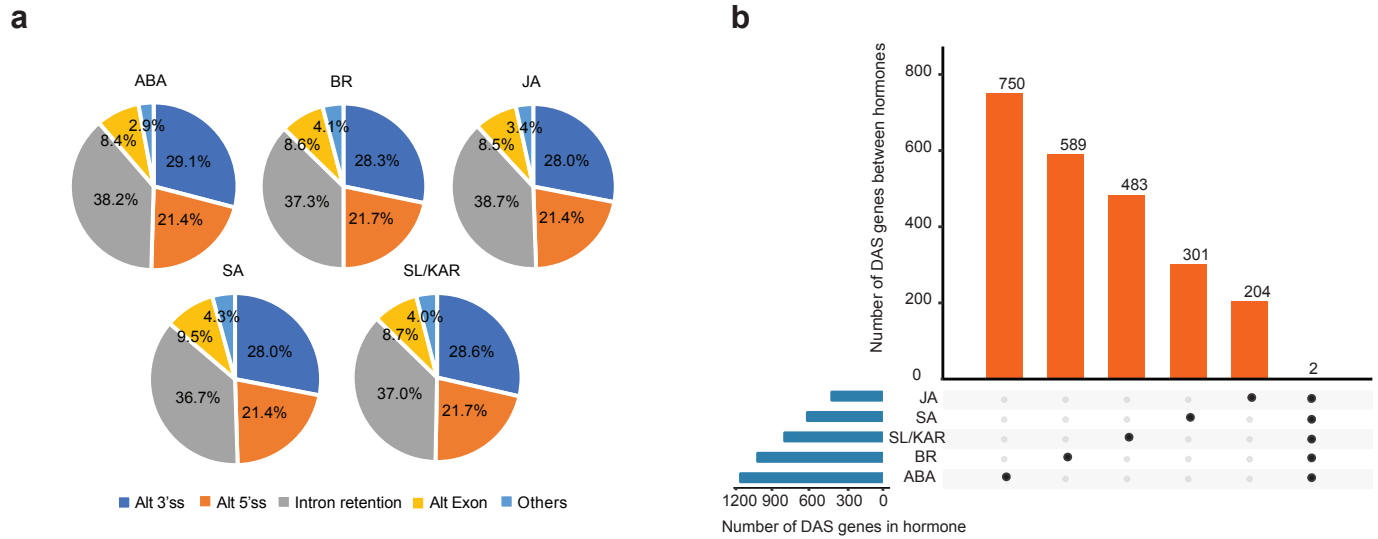 a
ABA
BR
JA
2.9%
8.4%
29.1%
38.2%
21.4%
4.1%
8.6%
28.3%
37.3%
21.7%
3.4%
8.5%
28.0%
38.7%
21.4%
SA
SL/KAR
4.3%
9.5%
28.0%
36.7%
21.4%
4.0%
8.7%
28.6%
37.0%
21.7%
Alt 3'ss
Alt 5'ss
Intron retention
Alt Exon
Others
b
Number of DAS genes between hormones
800
600
400
200
0
750
589
483
301
204
2
JA
SA
SL/KAR
BR
ABA
1200 900 600 300 0
Number of DAS genes in hormone